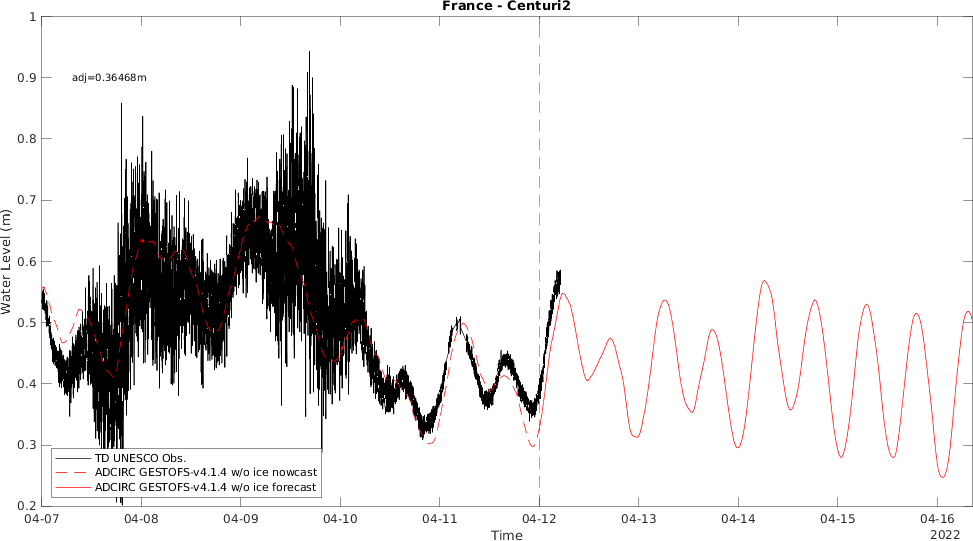 France - Centuri2
1
0.9
0.8
0.7
0.6
0.5
0.4
0.3
0.2
Water Level (m)
adj=0.36468m
TD UNESCO Obs.
ADCIRC GESTOFS-v4.1.4 w/o ice nowcast
ADCIRC GESTOFS-v4.1.4 w/o ice forecast
04-07 04-08 04-09 04-10 04-11 04-12 04-13 04-14 04-15 04-16
Time 2022